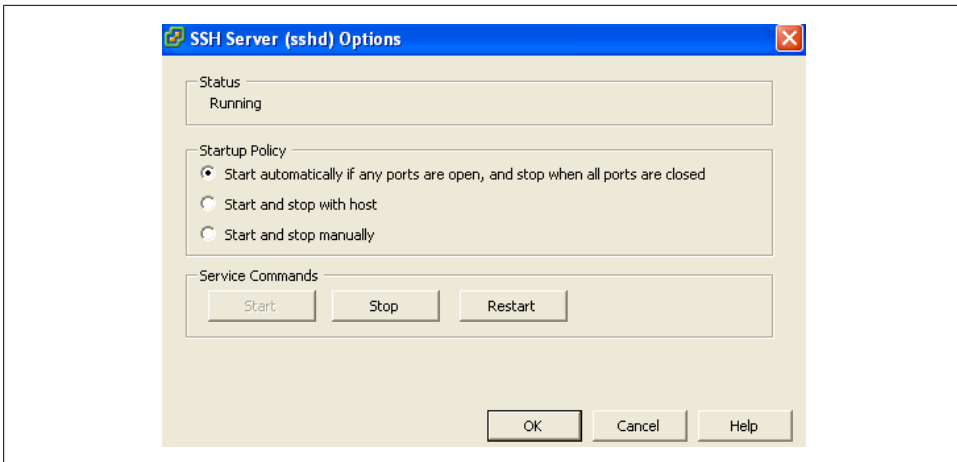 SSH Server (sshd) Options
Status
Running
Startup Policy
Start automatically if any ports are open, and stop when all ports are closed
Start and stop with host
Start and stop manually
Service Commands
Start Stop Restart
OK Cancel Help